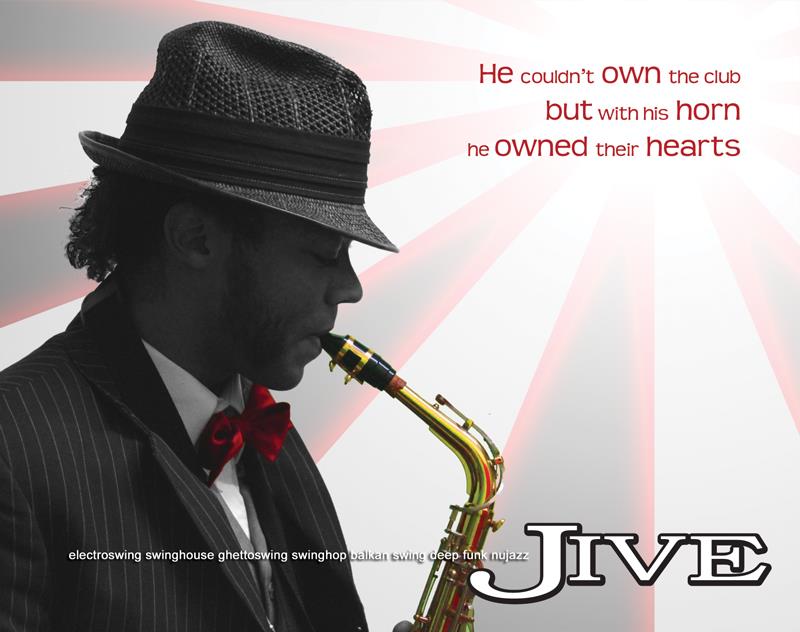 He couldn't own the club
but with his horn
he owned their hearts
electroswing swinghouse ghettoswing swinghop balkan swing deep funk nujazz
JIVE